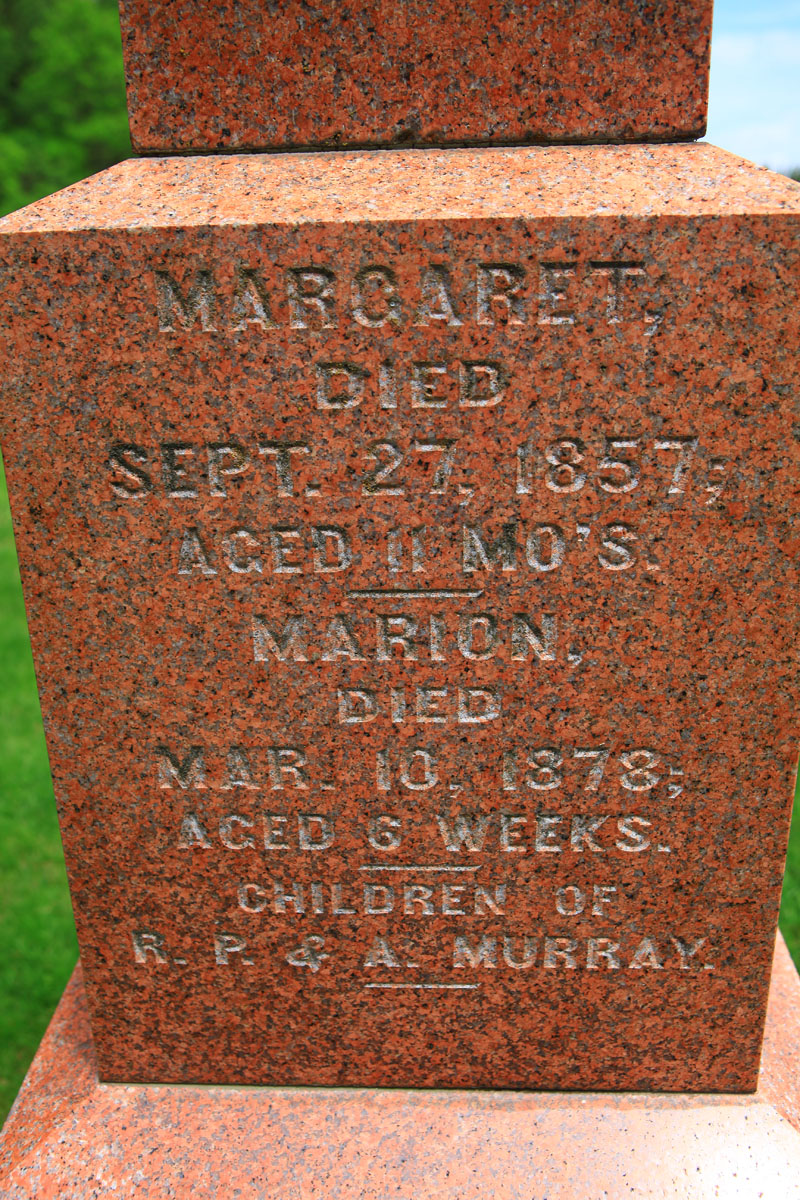 MARGARET,
DIED
SEPT. 27, 1857;
AGED 11 MO'S.
MARION,
DIED
MAR. 10, 1878;
AGED 6 WEEKS.
CHILDREN OF
R. P. & A. MURRAY.